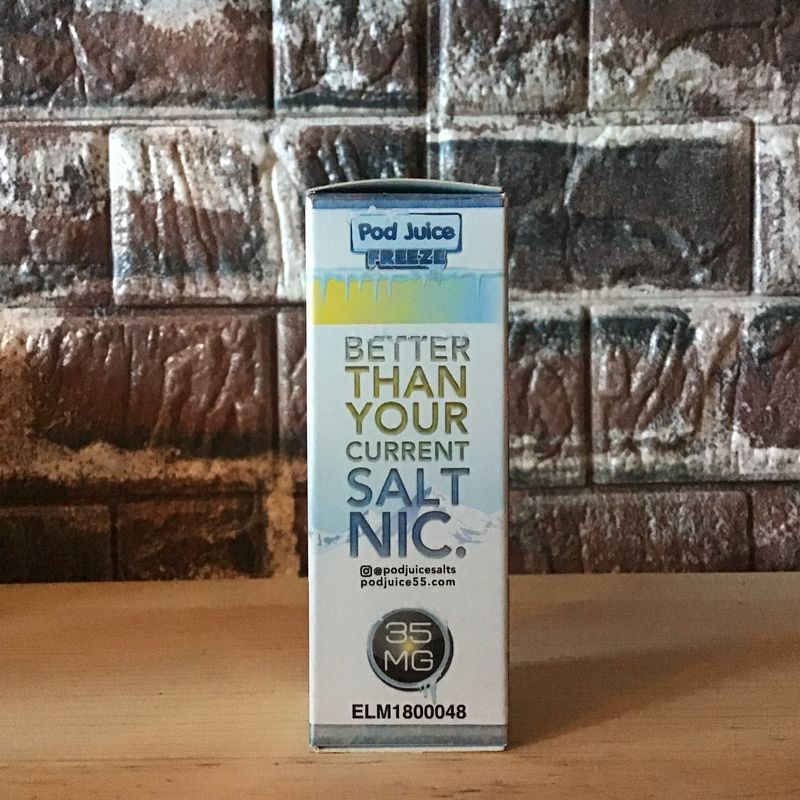 Pod Juice
FREEZE
BETTER
THAN
YOUR
CURRENT
SALT
NIC.
@podjuicesalts
podjuice55.com
35
MG
ELM1800048